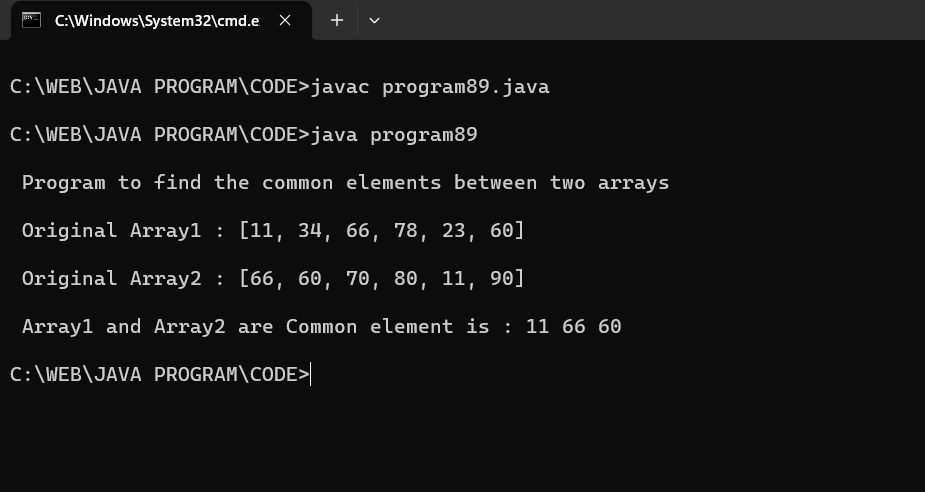 C:\Windows\System32\cmd.e
C:\WEB\JAVA PROGRAM\CODE>javac program89.java
C:\WEB\JAVA PROGRAM\CODE>java program89
Program to find the common elements between two arrays
Original Array1 : [11, 34, 66, 78, 23, 60]
Original Array2 : [66, 60, 70, 80, 11, 90]
Array1 and Array2 are Common element is : 11 66 60
C:\WEB\JAVA PROGRAM\CODE>